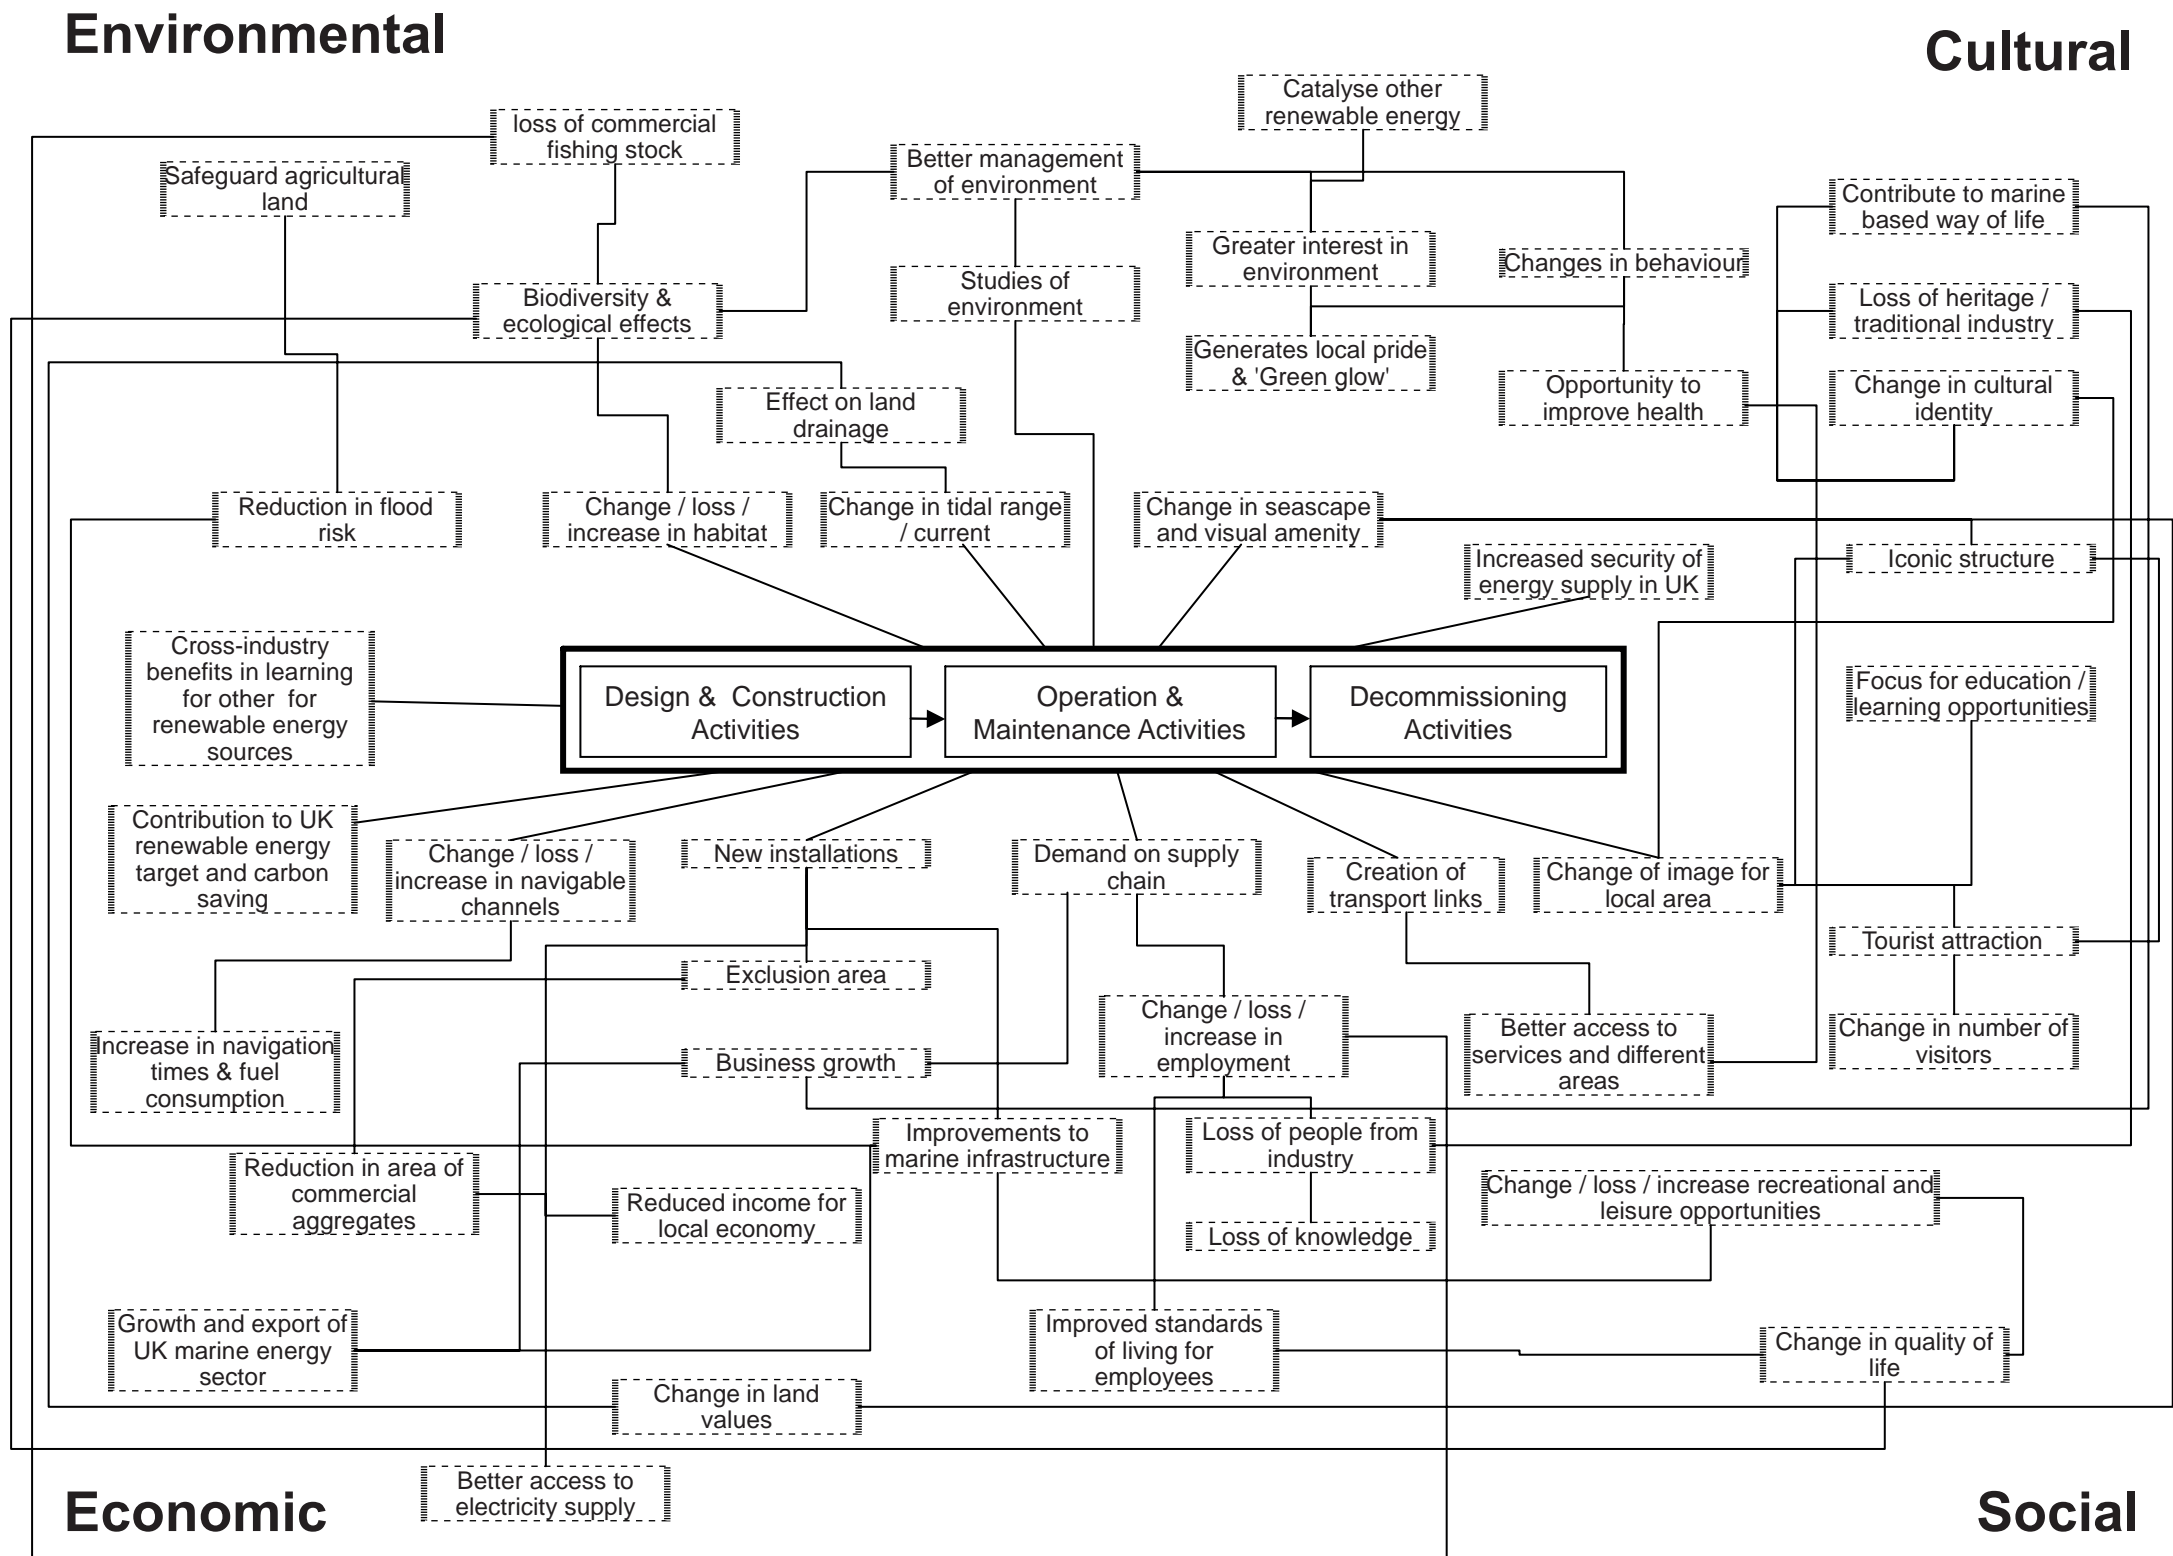 Environmental
Cultural
Catalyse other
renewable energy
loss of commercial
fishing stock
Better management
of environment
Safeguard agricultural
land
Contribute to marine
based way of life
Greater interest in
environment
Changes in behaviour
Studies of
environment
Biodiversity &
ecological effects
Loss of heritage /
traditional industry
Generates local pride
& 'Green glow'
Opportunity to
improve health
Change in cultural
identity
Effect on land
drainage
Reduction in flood
risk
Change / loss /
increase in habitat
Change in tidal range
/ current
Change in seascape
and visual amenity
Increased security of
energy supply in UK
Iconic structure
Cross-industry
benefits in learning
for other  for
renewable energy
sources
Design &  Construction
Activities
Operation &
Maintenance Activities
Decommissioning
Activities
Focus for education /
learning opportunities
Contribution to UK
renewable energy
target and carbon
saving
Change / loss /
increase in navigable
channels
New installations
Demand on supply
chain
Creation of
transport links
Change of image for
local area
Tourist attraction
Exclusion area
Change / loss /
increase in
employment
Better access to
services and different
areas
Change in number of
visitors
Increase in navigation
times & fuel
consumption
Business growth
Improvements to
marine infrastructure
Loss of people from
industry
Reduction in area of
commercial
aggregates
Reduced income for
local economy
Change / loss / increase recreational and
leisure opportunities
Loss of knowledge
Growth and export of
UK marine energy
sector
Improved standards
of living for
employees
Change in quality of
life
Change in land
values
Better access to
electricity supply
Economic
Social